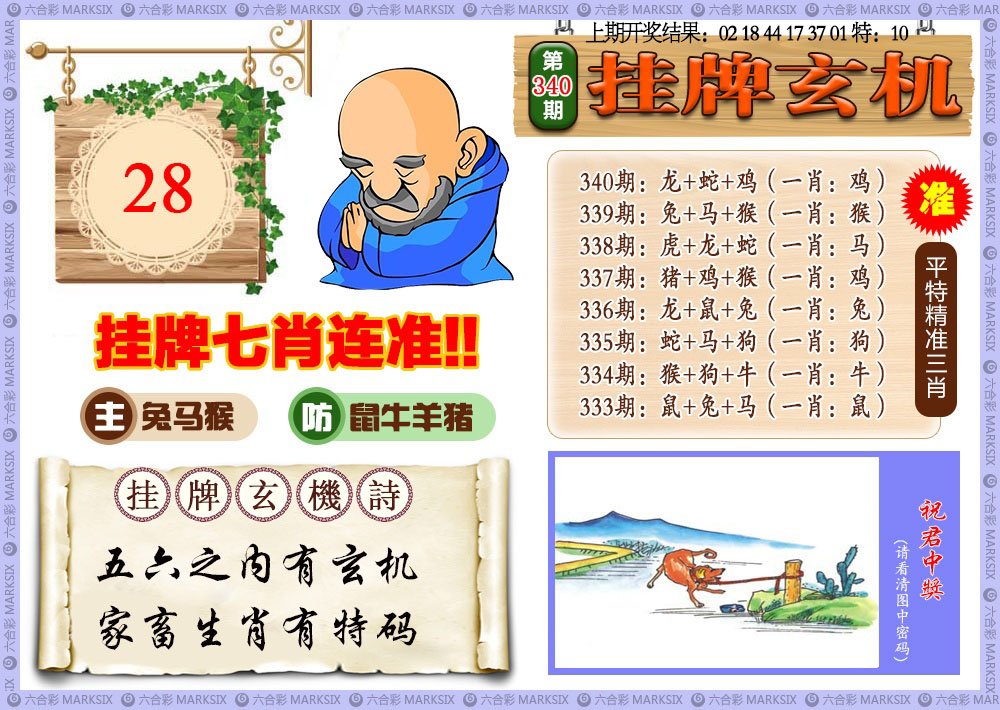 六合彩 MARKSIX
上期开奖结果：02 18 44 17 37 01 特：10
第
340
期
挂牌玄机
28
挂牌七肖连准!!
主 兔马猴
防 鼠牛羊猪
挂牌玄機詩
五六之内有玄机
家畜生肖有特码
340期：龙+蛇+鸡（一肖：鸡）
339期：兔+马+猴（一肖：猴）
338期：虎+龙+蛇（一肖：马）
337期：猪+鸡+猴（一肖：鸡）
336期：龙+鼠+兔（一肖：兔）
335期：蛇+马+狗（一肖：狗）
334期：猴+狗+牛（一肖：牛）
333期：鼠+兔+马（一肖：鼠）
准
平特精准三肖
祝君中獎
（请看清图中密码）